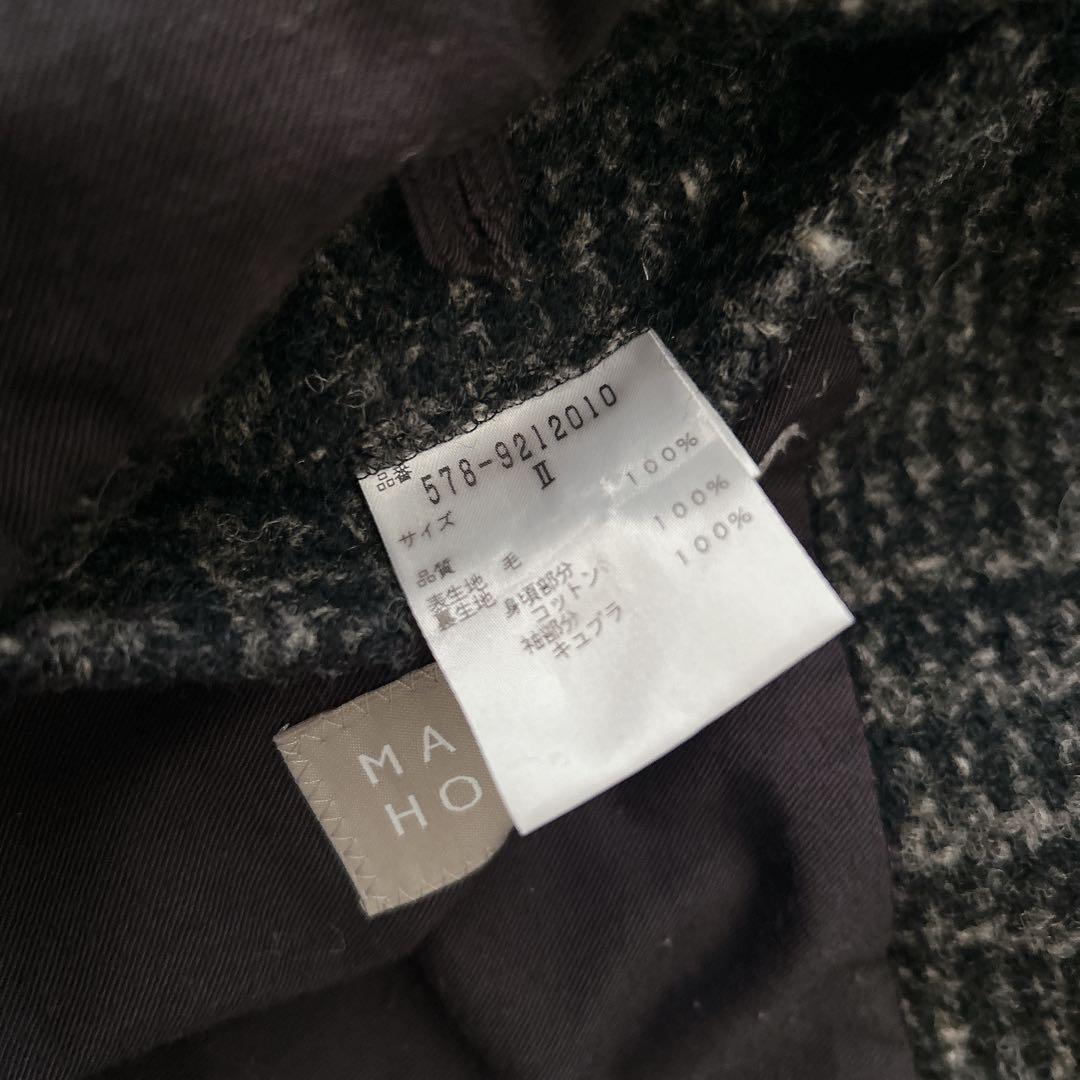 品番 578-9212010
サイズ Ⅱ
品質
表生地 毛 100%
裏生地 身頃部分
コットン 100%
袖部分
キュプラ 100%
MA
HO